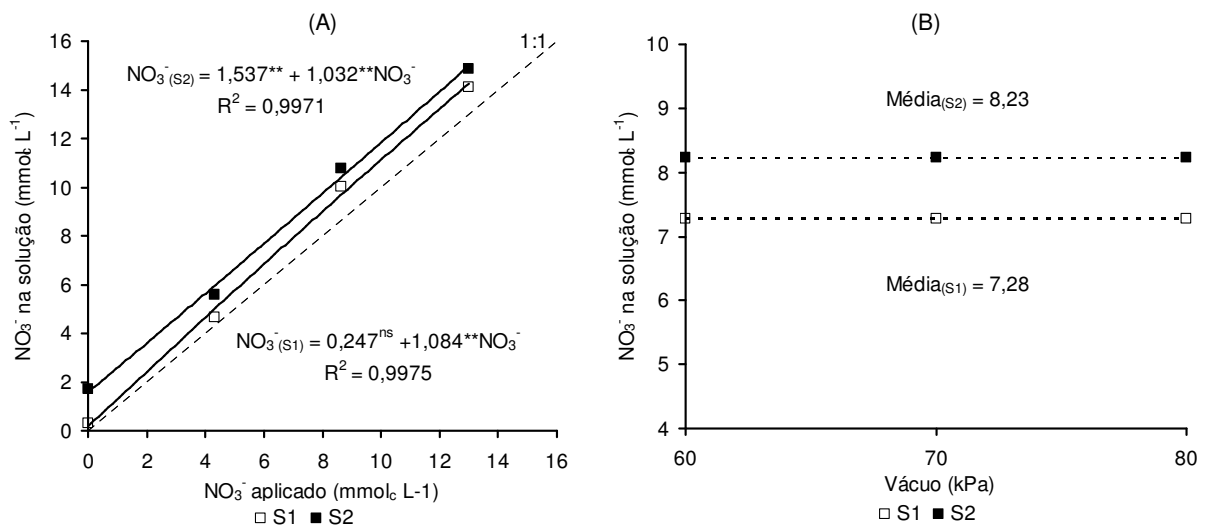 (A)
16
14
12
10
8
6
4
2
0
NO₃⁻ na solução (mmol_c L⁻¹)
1:1
NO₃⁻(S2) = 1,537** + 1,032**NO₃⁻
R² = 0,9971
NO₃⁻(S1) = 0,247ⁿˢ +1,084**NO₃⁻
R² = 0,9975
0 2 4 6 8 10 12 14 16
NO₃⁻ aplicado (mmol_c L-1)
S1 S2
(B)
10
9
8
7
6
5
4
NO₃⁻ na solução (mmol_c L⁻¹)
Média(S2) = 8,23
Média(S1) = 7,28
60 70 80
Vácuo (kPa)
S1 S2